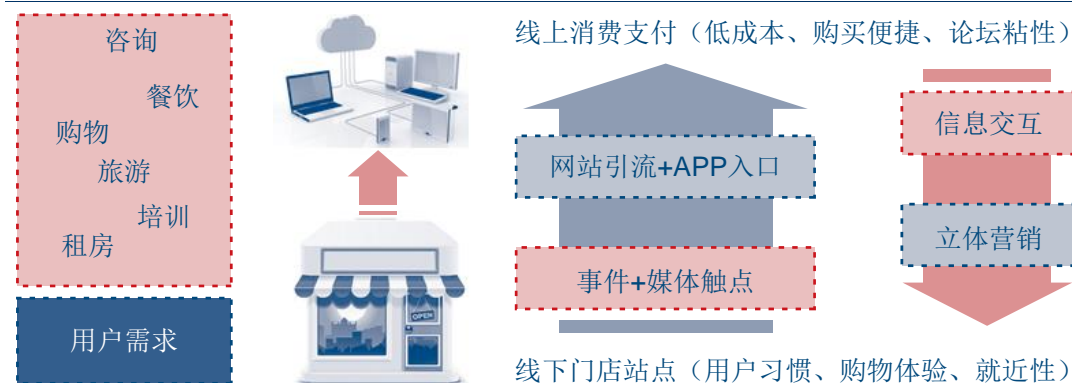 咨询
餐饮
购物
旅游
培训
租房
用户需求
OPEN
线上消费支付（低成本、购买便捷、论坛粘性）
网站引流+APP入口
事件+媒体触点
线下门店站点（用户习惯、购物体验、就近性）
信息交互
立体营销